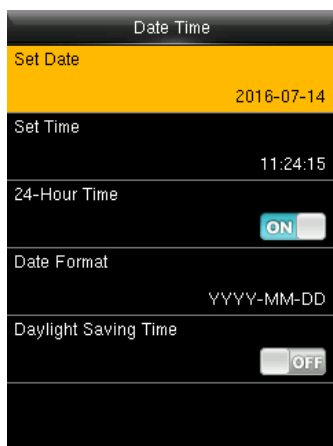 Date Time
Set Date
2016-07-14
Set Time
11:24:15
24-Hour Time
ON
Date Format
YYYY-MM-DD
Daylight Saving Time
OFF